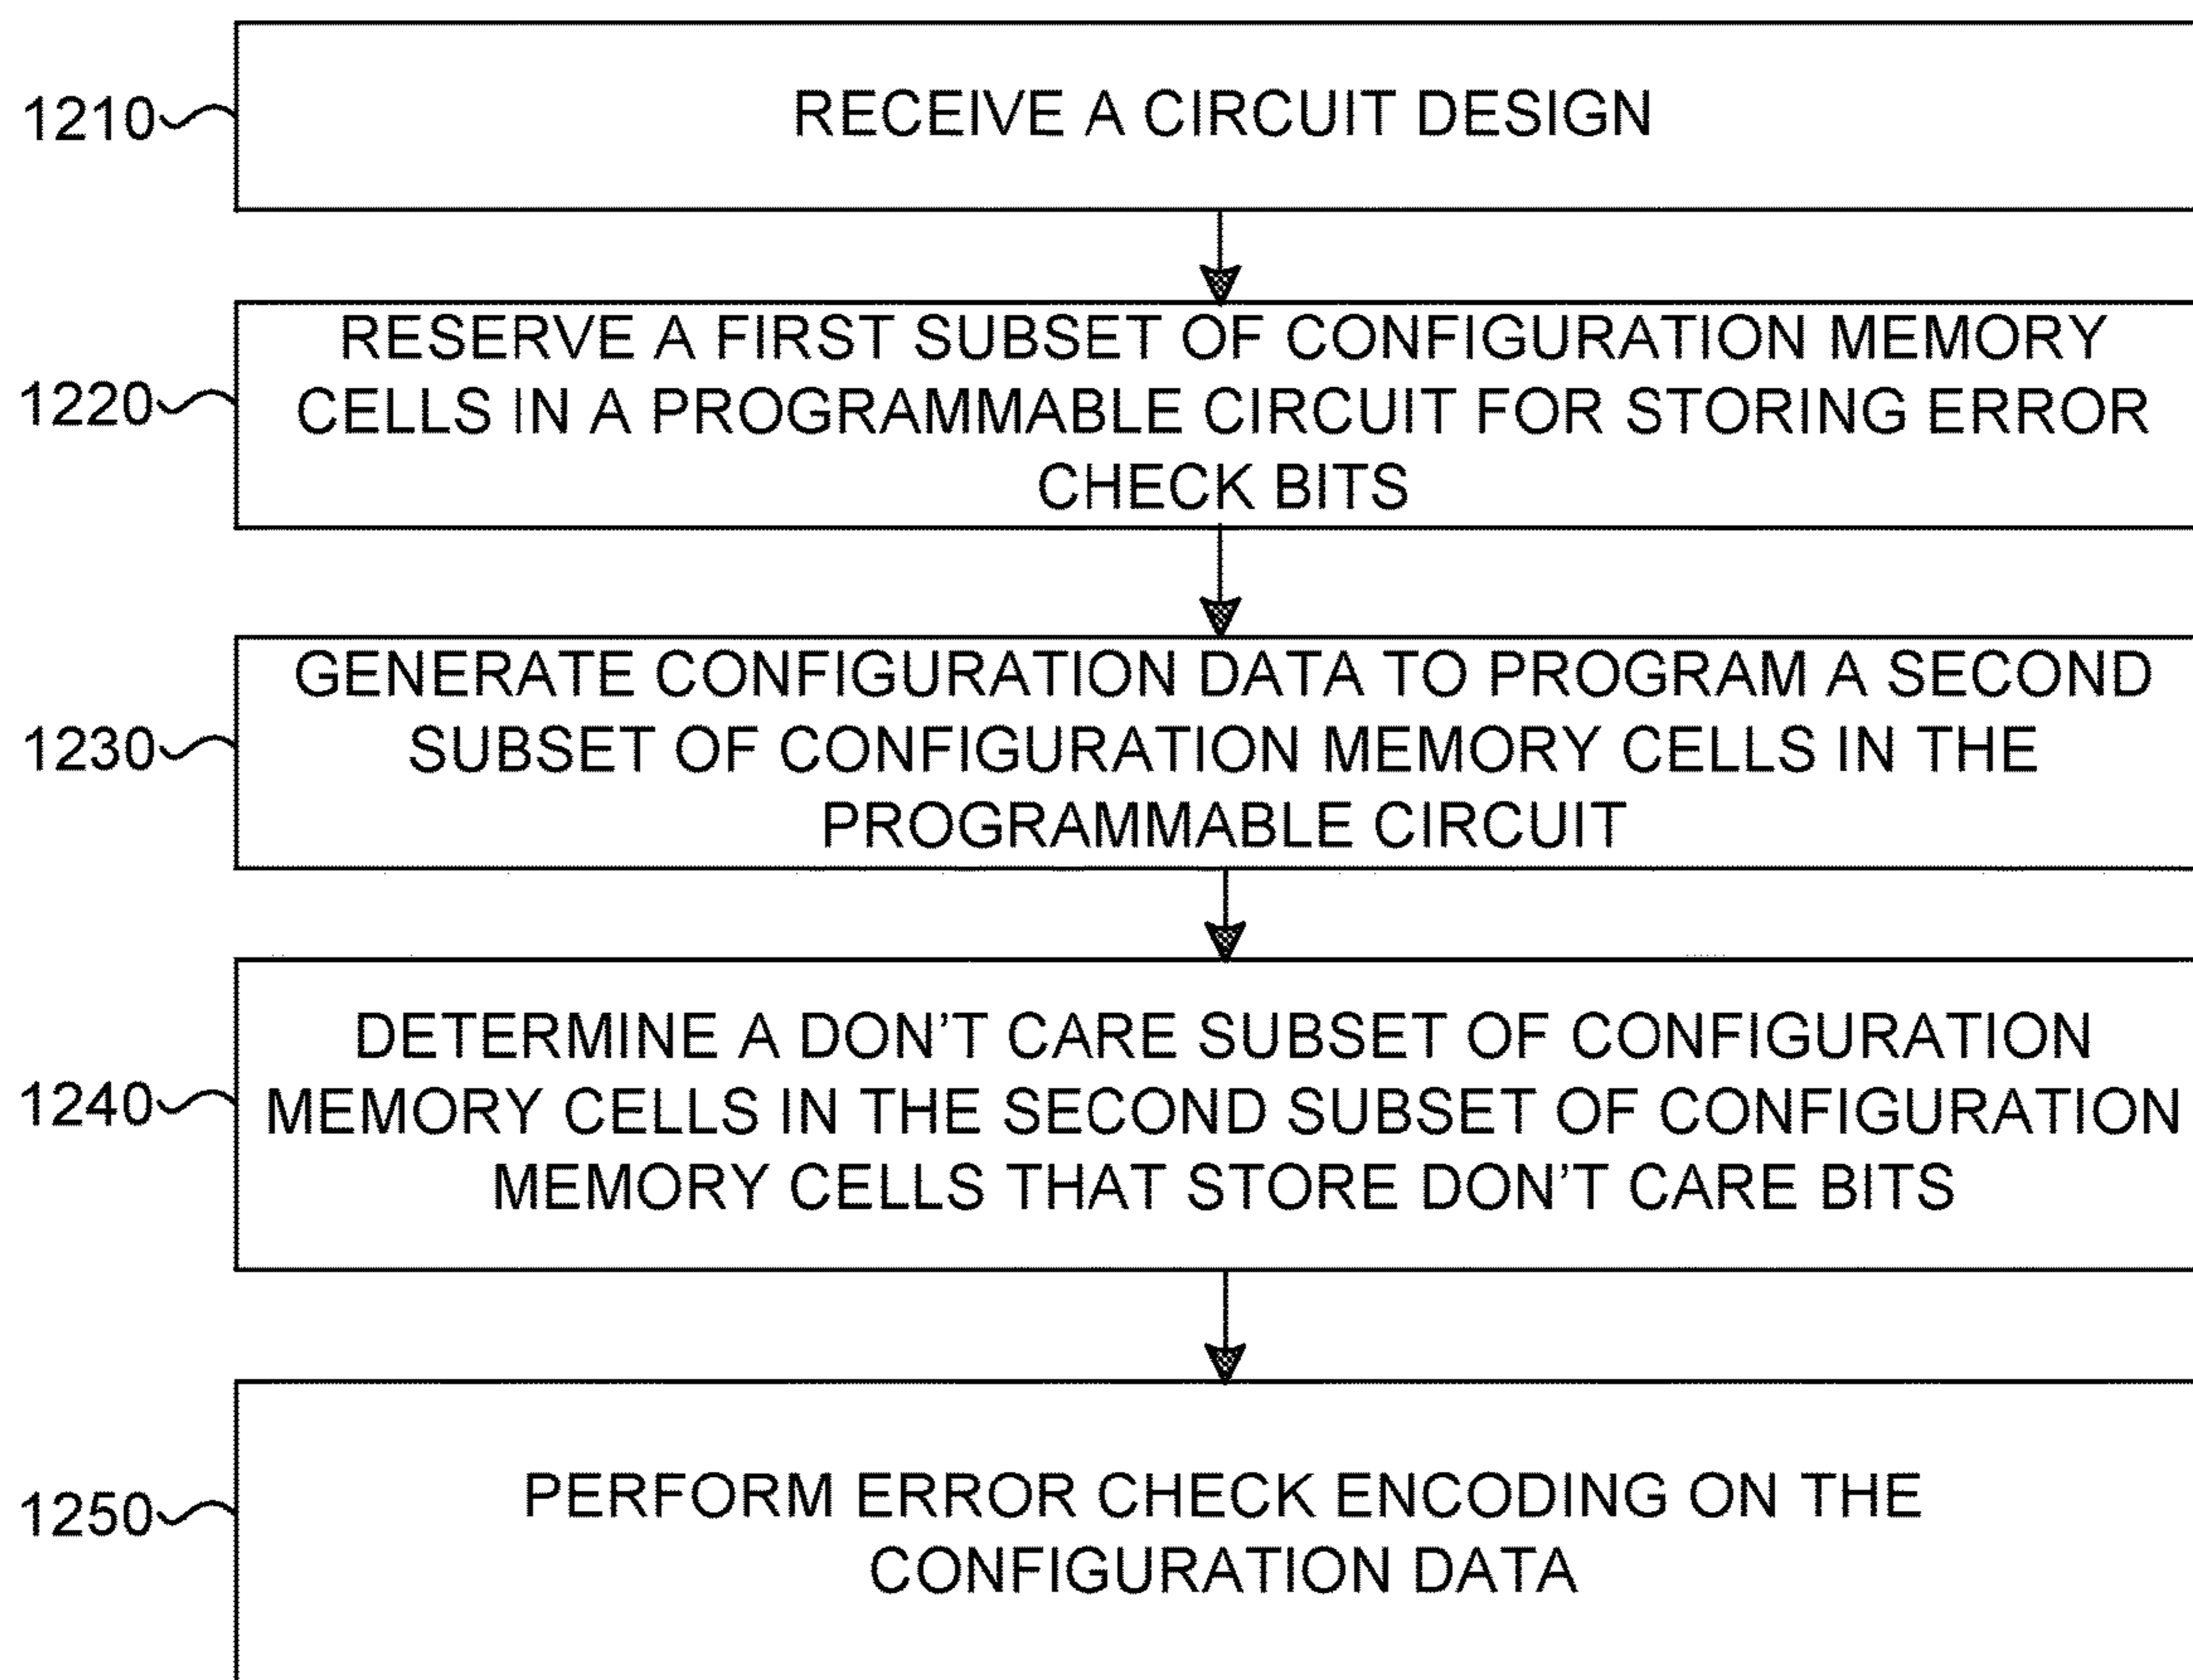 1210
RECEIVE A CIRCUIT DESIGN
1220
RESERVE A FIRST SUBSET OF CONFIGURATION MEMORY
CELLS IN A PROGRAMMABLE CIRCUIT FOR STORING ERROR
CHECK BITS
1230
GENERATE CONFIGURATION DATA TO PROGRAM A SECOND
SUBSET OF CONFIGURATION MEMORY CELLS IN THE
PROGRAMMABLE CIRCUIT
1240
DETERMINE A DON'T CARE SUBSET OF CONFIGURATION
MEMORY CELLS IN THE SECOND SUBSET OF CONFIGURATION
MEMORY CELLS THAT STORE DON'T CARE BITS
1250
PERFORM ERROR CHECK ENCODING ON THE
CONFIGURATION DATA